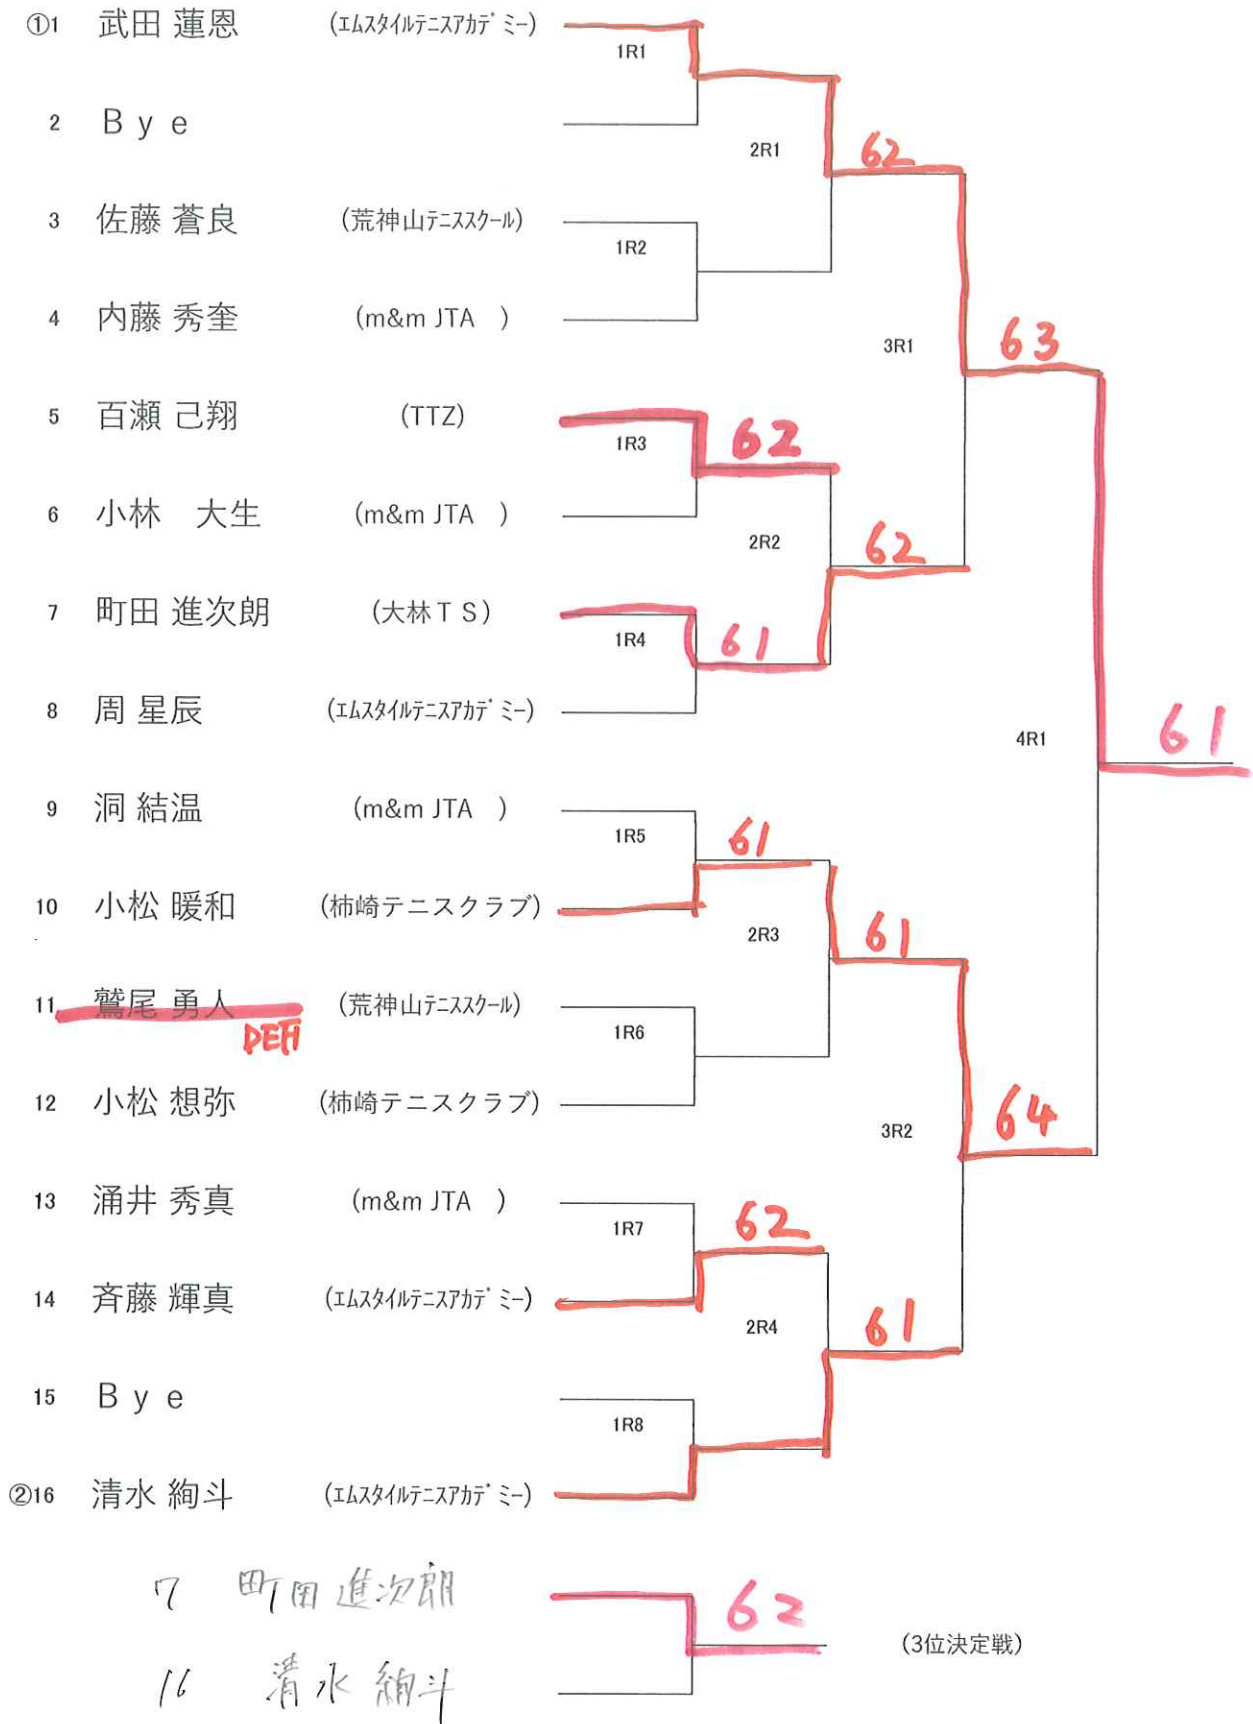 ①1 武田 蓮恩 (エムスタイルテニスアカデミー)
1R1
2 Bye
2R1
62
3 佐藤 蒼良 (荒神山テニススクール)
1R2
4 内藤 秀奎 (m&m JTA )
3R1
63
5 百瀬 己翔 (TTZ)
1R3
62
6 小林 大生 (m&m JTA )
2R2
62
7 町田 進次朗 (大林TS)
1R4
61
8 周 星辰 (エムスタイルテニスアカデミー)
4R1
61
9 洞 結温 (m&m JTA )
1R5
61
10 小松 暖和 (柿崎テニスクラブ)
2R3
61
11 鷲尾 勇人 (荒神山テニススクール)
DEF
1R6
12 小松 想弥 (柿崎テニスクラブ)
3R2
64
13 涌井 秀真 (m&m JTA )
1R7
62
14 斉藤 輝真 (エムスタイルテニスアカデミー)
2R4
61
15 Bye
1R8
②16 清水 絢斗 (エムスタイルテニスアカデミー)
7 町田 進次朗
62
(3位決定戦)
16 清水 絢斗